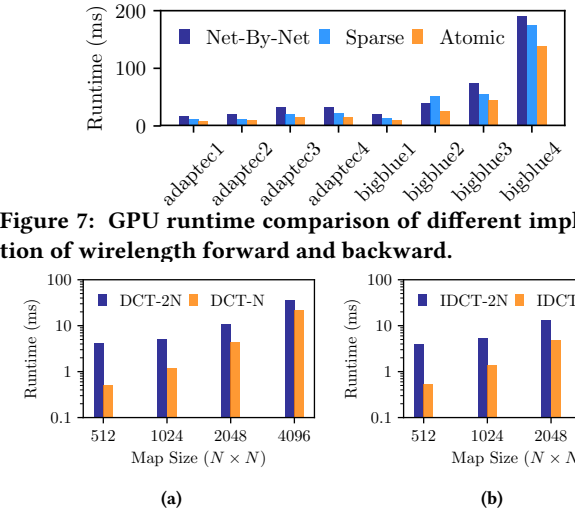 200
100
0
Runtime (ms)
Net-By-Net Sparse Atomic
adaptec1 adaptec2 adaptec3 adaptec4 bigblue1 bigblue2 bigblue3 bigblue4
Figure 7: GPU runtime comparison of different impl
tion of wirelength forward and backward.
100
10
1
0.1
Runtime (ms)
DCT-2N DCT-N
512 1024 2048 4096
Map Size (N × N)
(a)
100
10
1
0.1
Runtime (ms)
IDCT-2N IDCT
512 1024 2048
Map Size (N × N
(b)